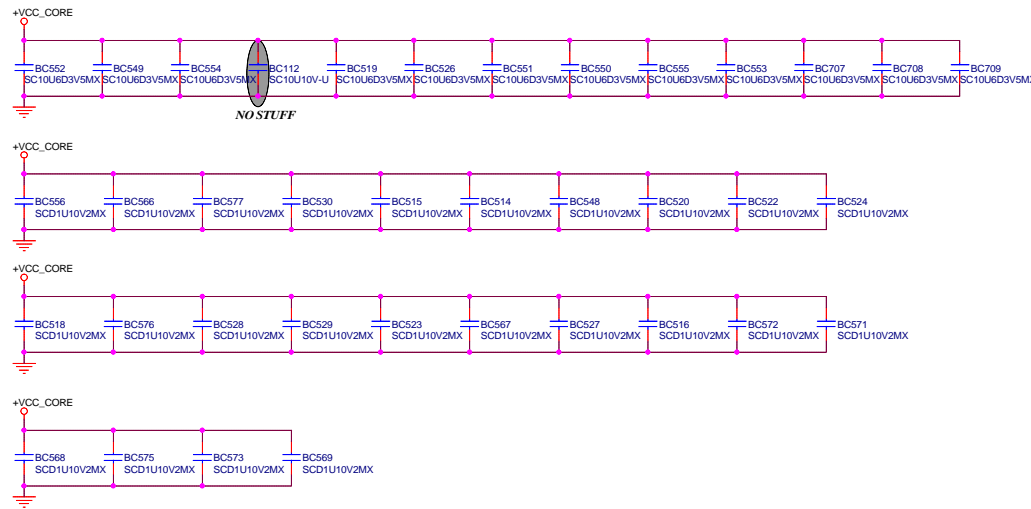 +VCC_CORE
BC552 BC549 BC554 BC112 BC519 BC526 BC551 BC550 BC555 BC553 BC707 BC708 BC709
SC10U6D3V5MX SC10U6D3V5MX SC10U6D3V5MX SC10U10V-U SC10U6D3V5MX SC10U6D3V5MX SC10U6D3V5MX SC10U6D3V5MX SC10U6D3V5MX SC10U6D3V5MX SC10U6D3V5MX SC10U6D3V5MX SC10U6D3V5MX
NO STUFF
+VCC_CORE
BC556 BC566 BC577 BC530 BC515 BC514 BC548 BC520 BC522 BC524
SCD1U10V2MX SCD1U10V2MX SCD1U10V2MX SCD1U10V2MX SCD1U10V2MX SCD1U10V2MX SCD1U10V2MX SCD1U10V2MX SCD1U10V2MX SCD1U10V2MX
+VCC_CORE
BC518 BC576 BC528 BC529 BC523 BC567 BC527 BC516 BC572 BC571
SCD1U10V2MX SCD1U10V2MX SCD1U10V2MX SCD1U10V2MX SCD1U10V2MX SCD1U10V2MX SCD1U10V2MX SCD1U10V2MX SCD1U10V2MX SCD1U10V2MX
+VCC_CORE
BC568 BC575 BC573 BC569
SCD1U10V2MX SCD1U10V2MX SCD1U10V2MX SCD1U10V2MX